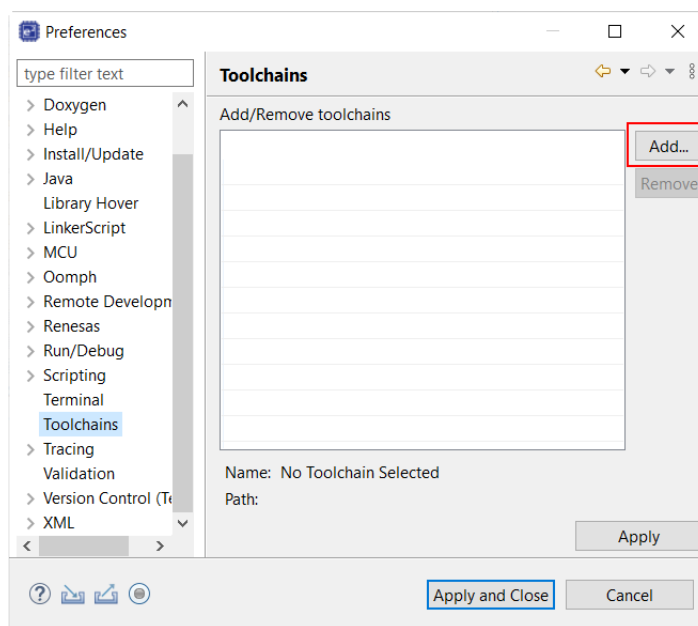 Preferences
type filter text
Toolchains
Doxygen
Help
Install/Update
Java
Library Hover
LinkerScript
MCU
Oomph
Remote Developm
Renesas
Run/Debug
Scripting
Terminal
Toolchains
Tracing
Validation
Version Control (Te
XML
Add/Remove toolchains
Add...
Remove
Name: No Toolchain Selected
Path:
Apply
Apply and Close
Cancel